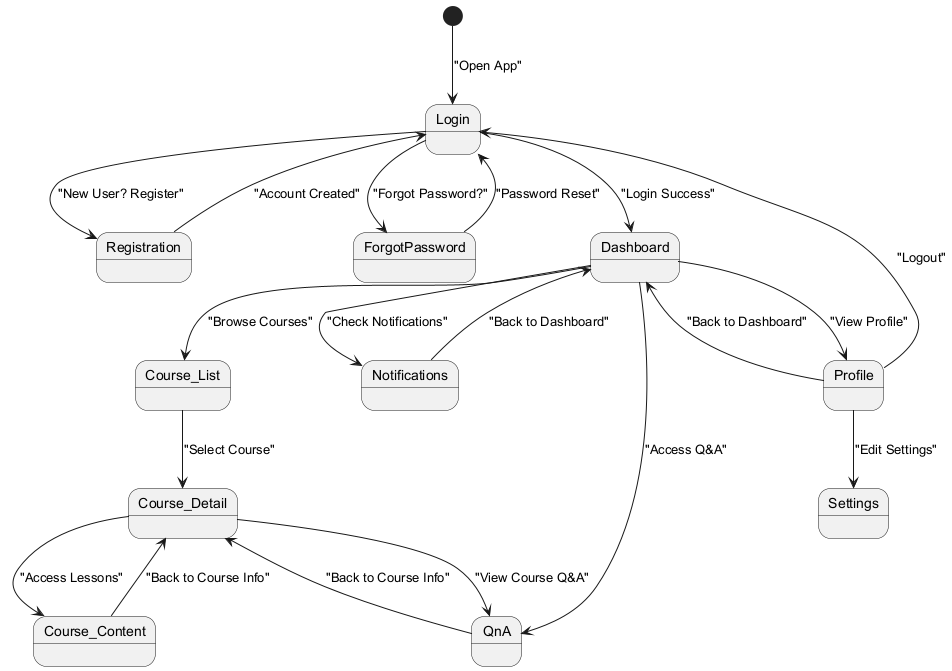 "Open App"
Login
"New User? Register"
"Account Created"
"Forgot Password?"
"Password Reset"
"Login Success"
Registration
ForgotPassword
Dashboard
"Logout"
"Browse Courses"
"Check Notifications"
"Back to Dashboard"
"Back to Dashboard"
"View Profile"
Course_List
Notifications
Profile
"Select Course"
"Access Q&A"
"Edit Settings"
Course_Detail
Settings
"Access Lessons"
"Back to Course Info"
"Back to Course Info"
"View Course Q&A"
Course_Content
QnA